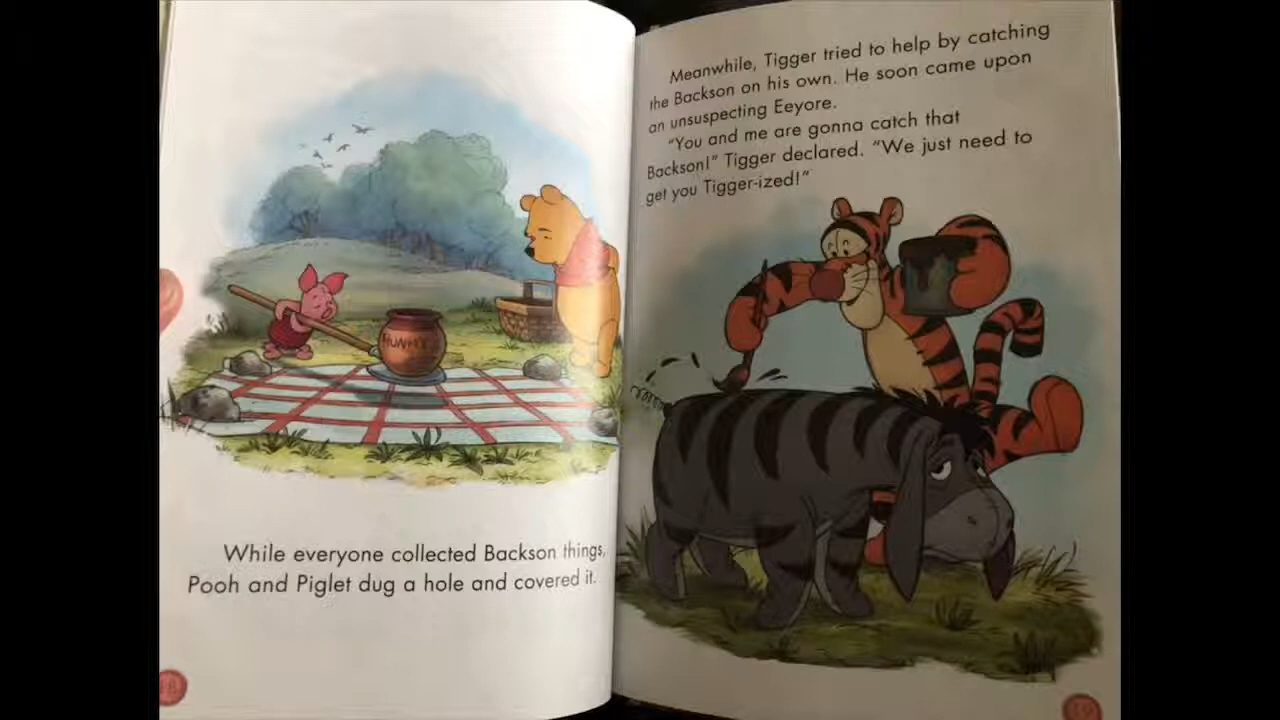 HUNNY
While everyone collected Backson things,
Pooh and Piglet dug a hole and covered it.
18
Meanwhile, Tigger tried to help by catching
the Backson on his own. He soon came upon
an unsuspecting Eeyore.
“You and me are gonna catch that
Backson!” Tigger declared. “We just need to
get you Tigger-ized!”
19